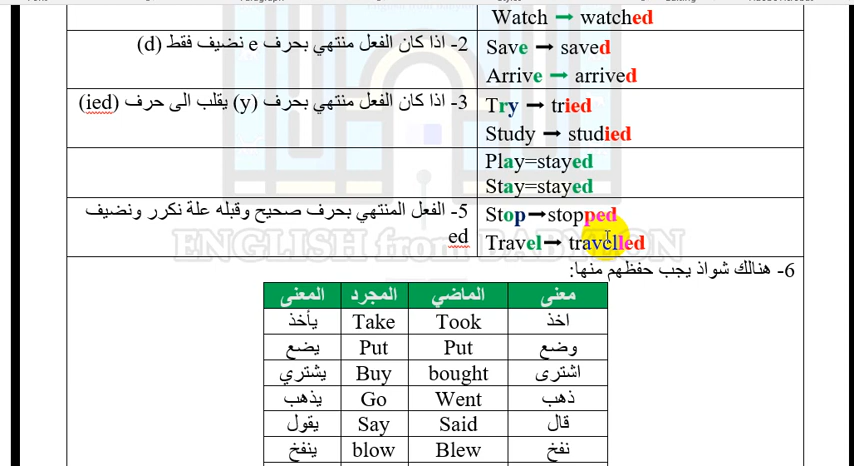 Watch → watched
2- اذا كان الفعل منتهي بحرف e نضيف فقط (d)
Save → saved
Arrive → arrived
3- اذا كان الفعل منتهي بحرف (y) يقلب الى حرف (ied)
Try → tried
Study → studied
Play=stayed
Stay=stayed
5- الفعل المنتهي بحرف صحيح وقبله علة نكرر ونضيف
ed
Stop→stopped
Travel→ travelled
ENGLISH from BABYLON
6- هنالك شواذ يجب حفظهم منها:
معنى الماضي المجرد المعنى
اخذ Took Take يأخذ
وضع Put Put يضع
اشترى bought Buy يشتري
ذهب Went Go يذهب
قال Said Say يقول
نفخ Blew blow ينفخ